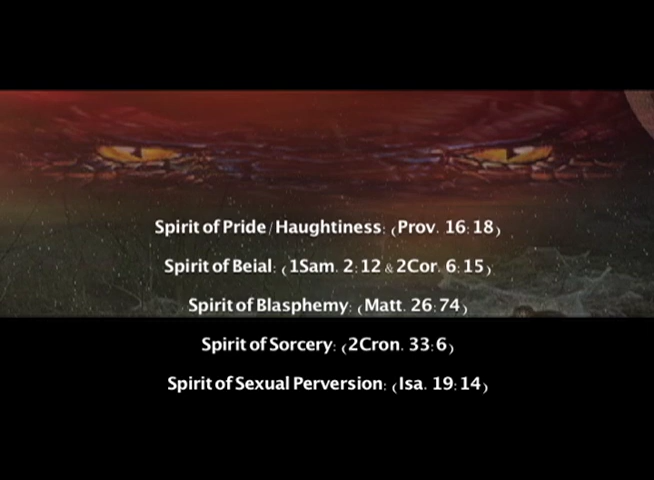 Spirit of Pride/Haughtiness: (Prov. 16:18)
Spirit of Beial: (1Sam. 2:12 & 2Cor. 6:15)
Spirit of Blasphemy: (Matt. 26:74)
Spirit of Sorcery: (2Cron. 33:6)
Spirit of Sexual Perversion: (Isa. 19:14)